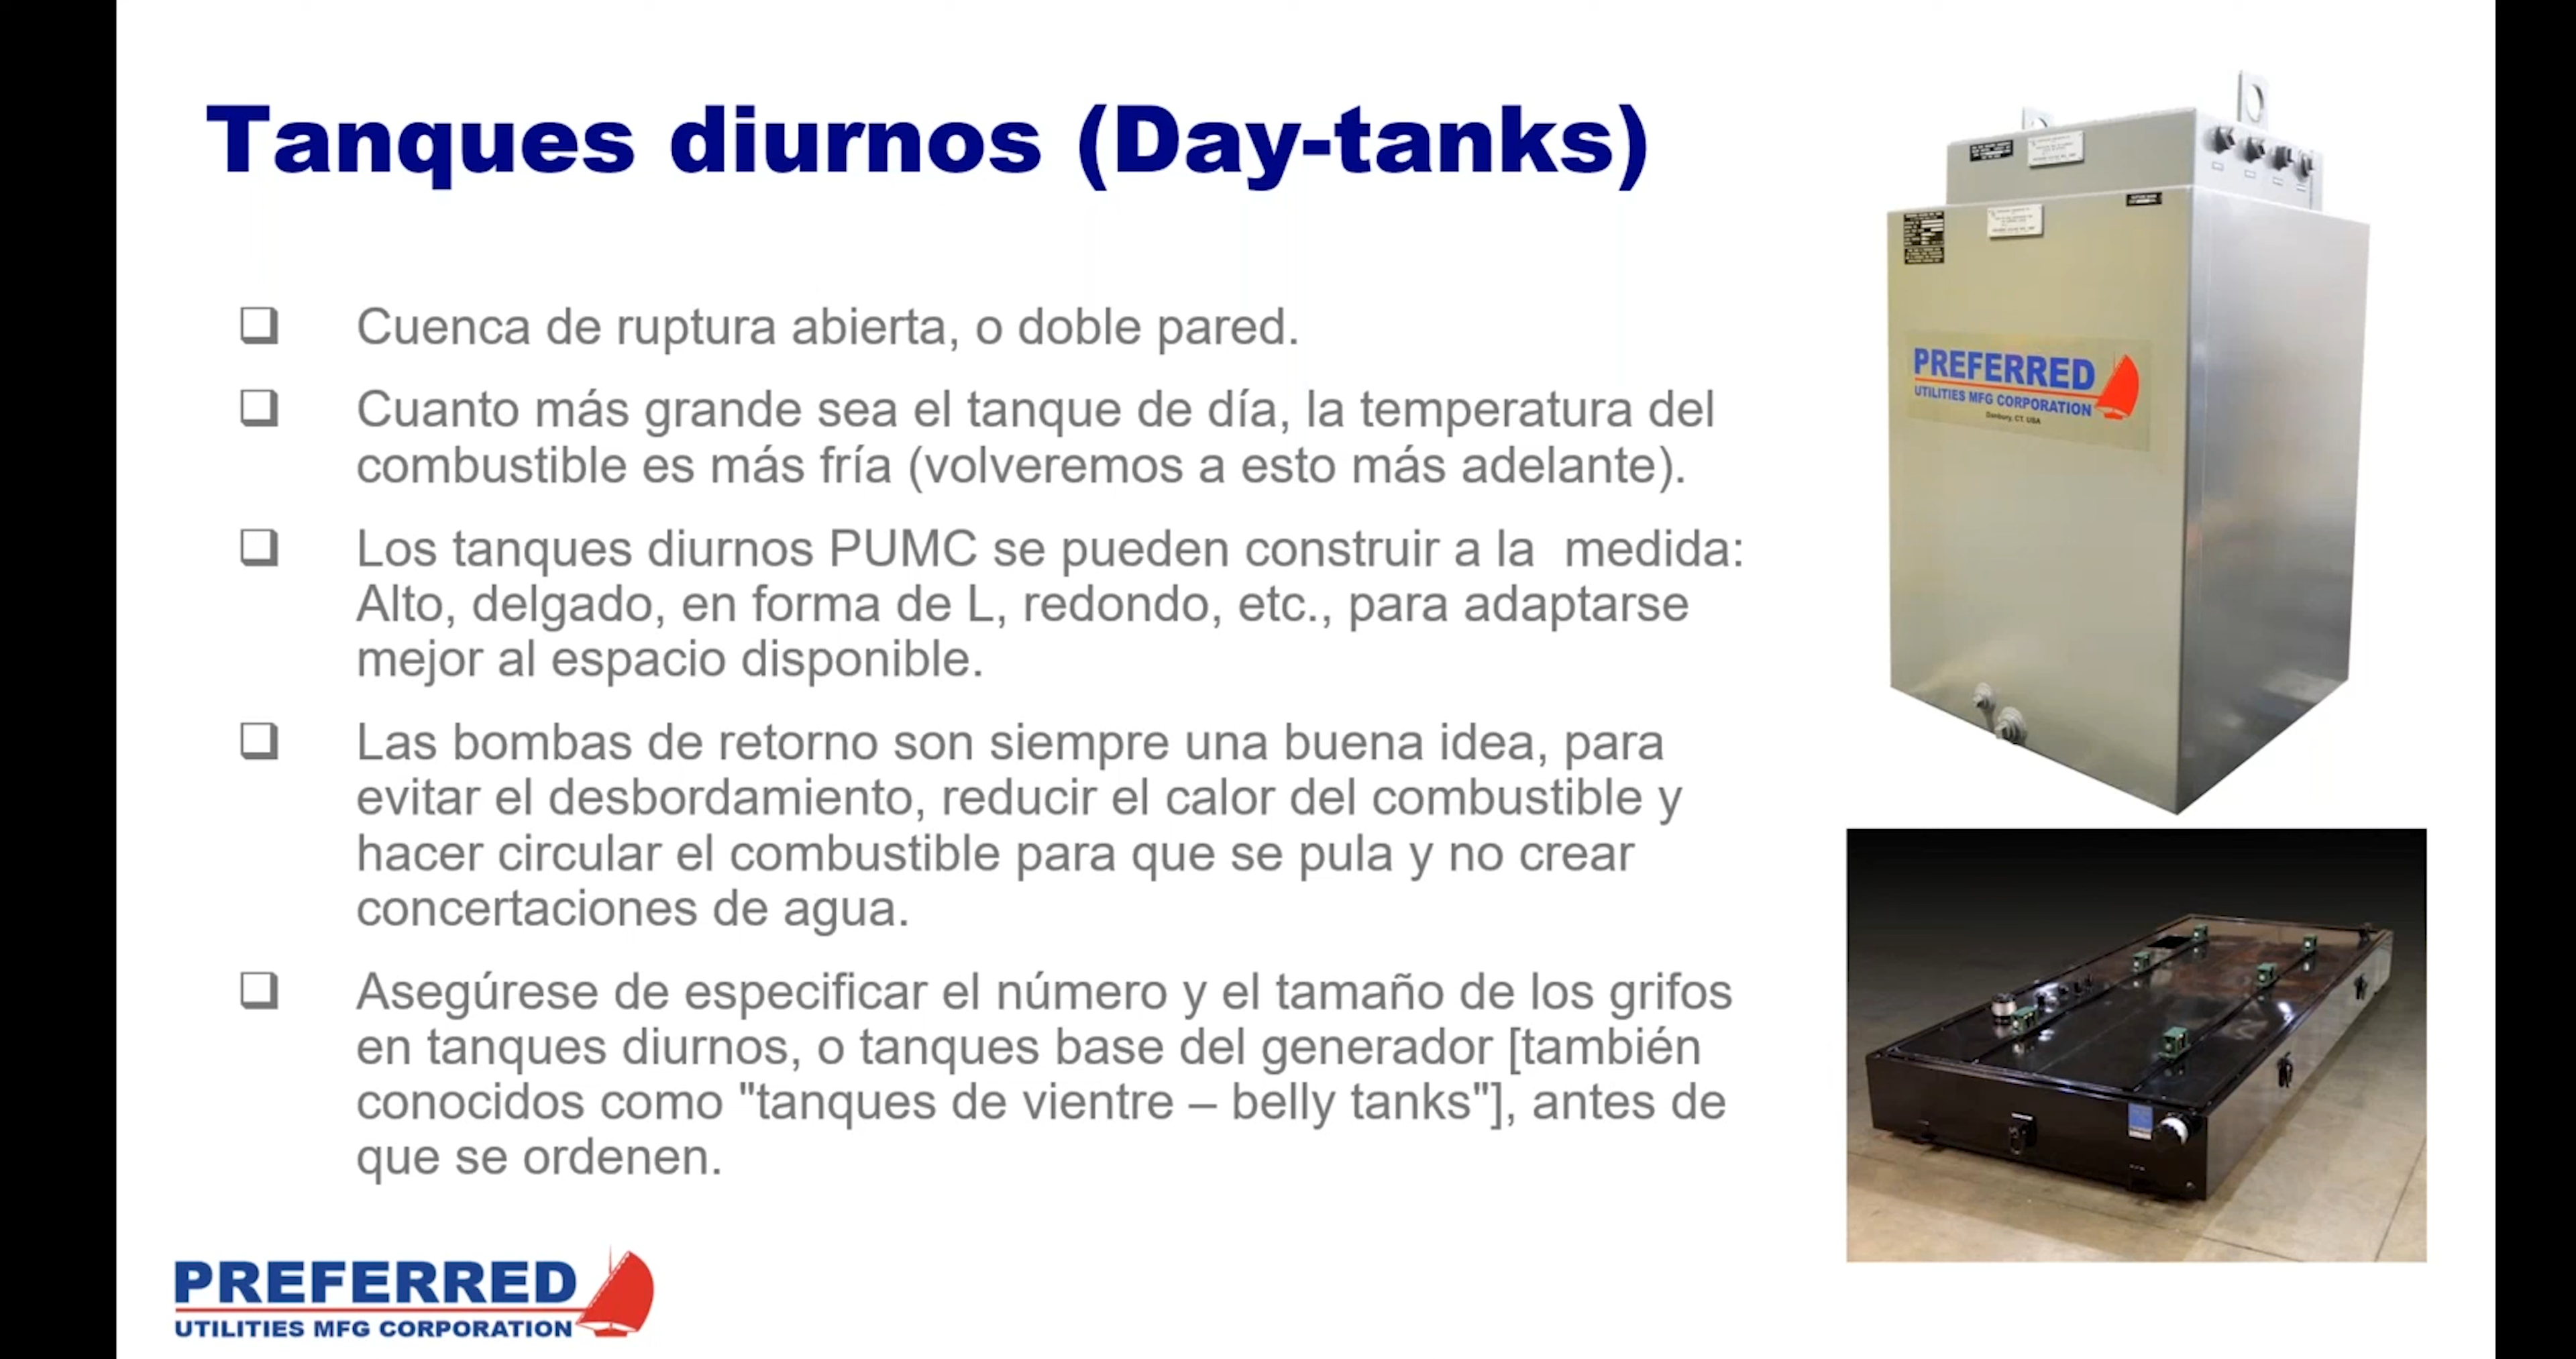 Tanques diurnos (Day-tanks)
Cuenca de ruptura abierta, o doble pared.
Cuanto más grande sea el tanque de día, la temperatura del
combustible es más fría (volveremos a esto más adelante).
Los tanques diurnos PUMC se pueden construir a la  medida:
Alto, delgado, en forma de L, redondo, etc., para adaptarse
mejor al espacio disponible.
Las bombas de retorno son siempre una buena idea, para
evitar el desbordamiento, reducir el calor del combustible y
hacer circular el combustible para que se pula y no crear
concertaciones de agua.
Asegúrese de especificar el número y el tamaño de los grifos
en tanques diurnos, o tanques base del generador [también
conocidos como "tanques de vientre – belly tanks"], antes de
que se ordenen.
PREFERRED
UTILITIES MFG CORPORATION
Danbury, CT. USA
PREFERRED
UTILITIES MFG CORPORATION